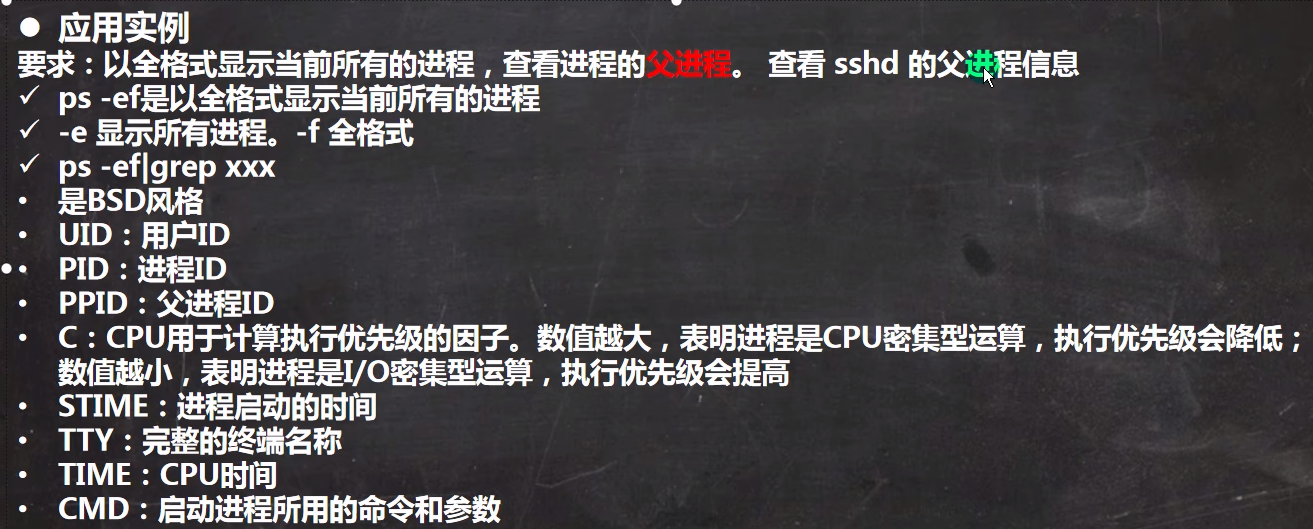 ● 应用实例
要求：以全格式显示当前所有的进程，查看进程的父进程。 查看 sshd 的父进程信息
✓ ps -ef是以全格式显示当前所有的进程
✓ -e 显示所有进程。-f 全格式
✓ ps -ef|grep xxx
• 是BSD风格
• UID：用户ID
• PID：进程ID
• PPID：父进程ID
• C：CPU用于计算执行优先级的因子。数值越大，表明进程是CPU密集型运算，执行优先级会降低；
数值越小，表明进程是I/O密集型运算，执行优先级会提高
• STIME：进程启动的时间
• TTY：完整的终端名称
• TIME：CPU时间
• CMD：启动进程所用的命令和参数